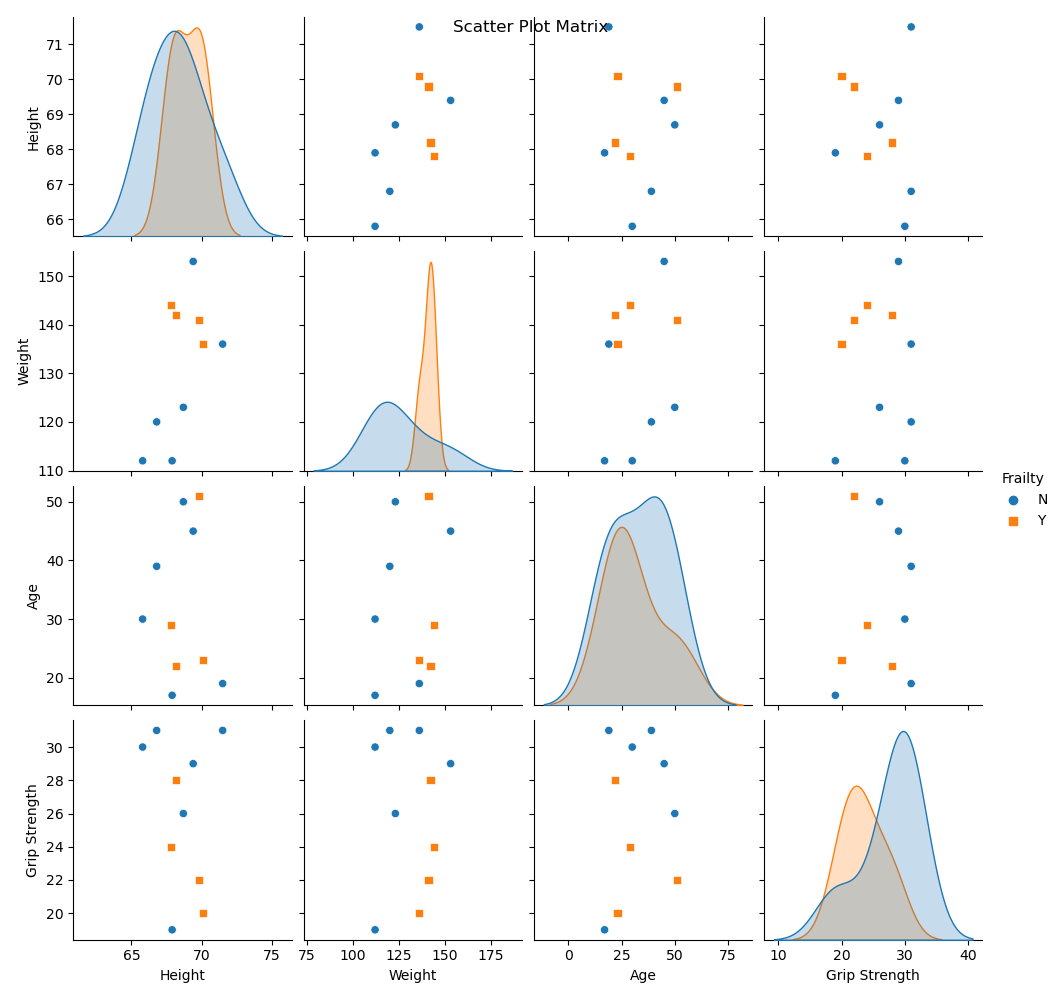 Scatter Plot Matrix
71
70
69
68
67
66
Height
150
140
130
120
110
Weight
50
40
30
20
Age
30
28
26
24
22
20
Grip Strength
65 70 75
Height
75 100 125 150 175
Weight
0 25 50 75
Age
10 20 30 40
Grip Strength
Frailty
N
Y